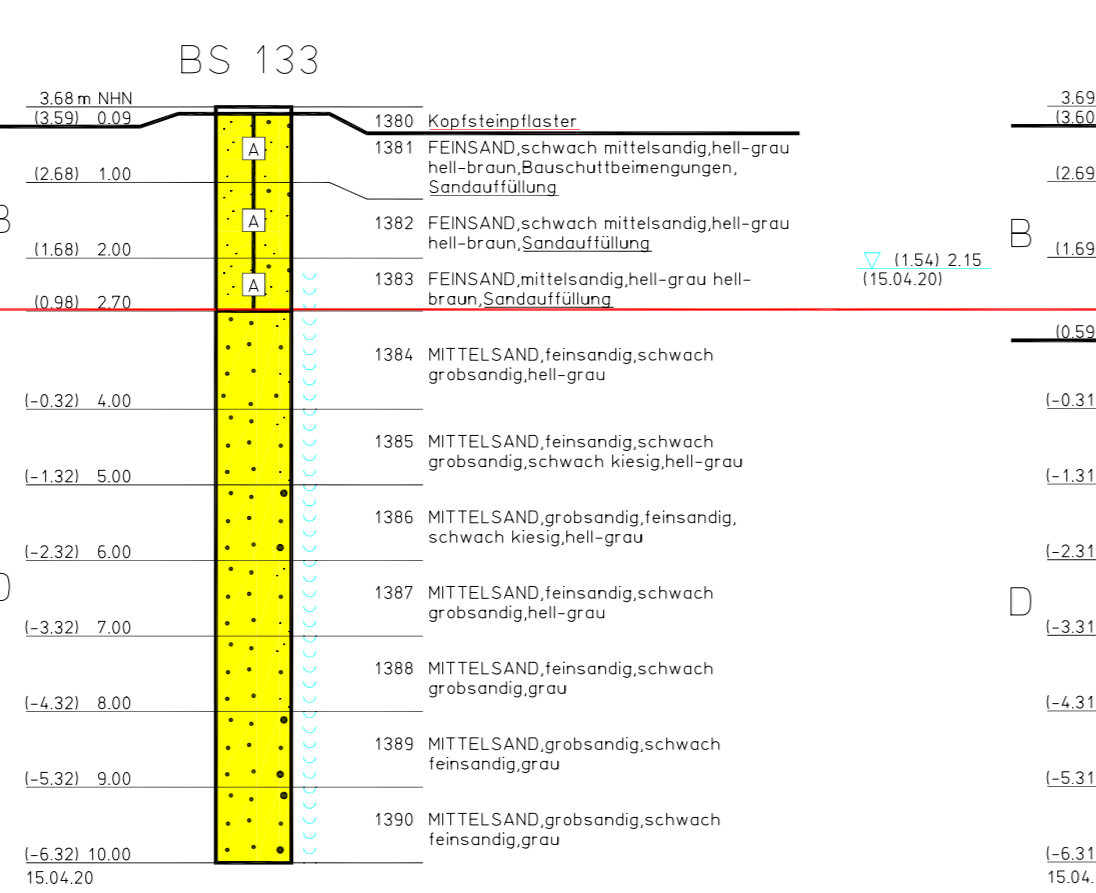 BS 133
3.68 m NHN
(3.59) 0.09
1380 Kopfsteinpflaster
1381 FEINSAND,schwach mittelsandig,hell-grau
hell-braun,Bauschuttbeimengungen,
Sandauffüllung
A
(2.68) 1.00
1382 FEINSAND,schwach mittelsandig,hell-grau
hell-braun,Sandauffüllung
A
(1.68) 2.00
1383 FEINSAND,mittelsandig,hell-grau hell-
braun,Sandauffüllung
A
(0.98) 2.70
1384 MITTELSAND,feinsandig,schwach
grobsandig,hell-grau
(-0.32) 4.00
1385 MITTELSAND,feinsandig,schwach
grobsandig,schwach kiesig,hell-grau
(-1.32) 5.00
1386 MITTELSAND,grobsandig,feinsandig,
schwach kiesig,hell-grau
(-2.32) 6.00
1387 MITTELSAND,feinsandig,schwach
grobsandig,hell-grau
(-3.32) 7.00
1388 MITTELSAND,feinsandig,schwach
grobsandig,grau
(-4.32) 8.00
1389 MITTELSAND,grobsandig,schwach
feinsandig,grau
(-5.32) 9.00
1390 MITTELSAND,grobsandig,schwach
feinsandig,grau
(-6.32) 10.00
15.04.20
(1.54) 2.15
(15.04.20)
3.69
(3.60
(2.69
B
(1.69
(0.59
(-0.31
(-1.31
(-2.31
D
(-3.31
(-4.31
(-5.31
(-6.31
15.04.